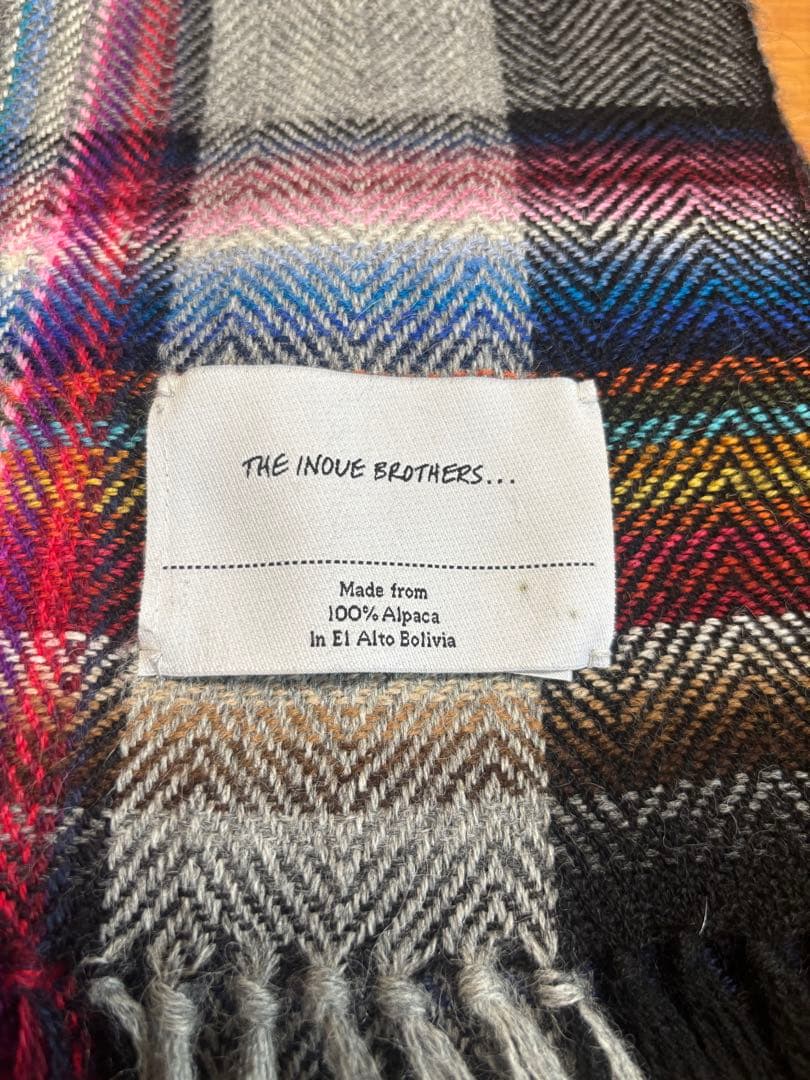 THE INOUE BROTHERS...
Made from
100% Alpaca
In El Alto Bolivia